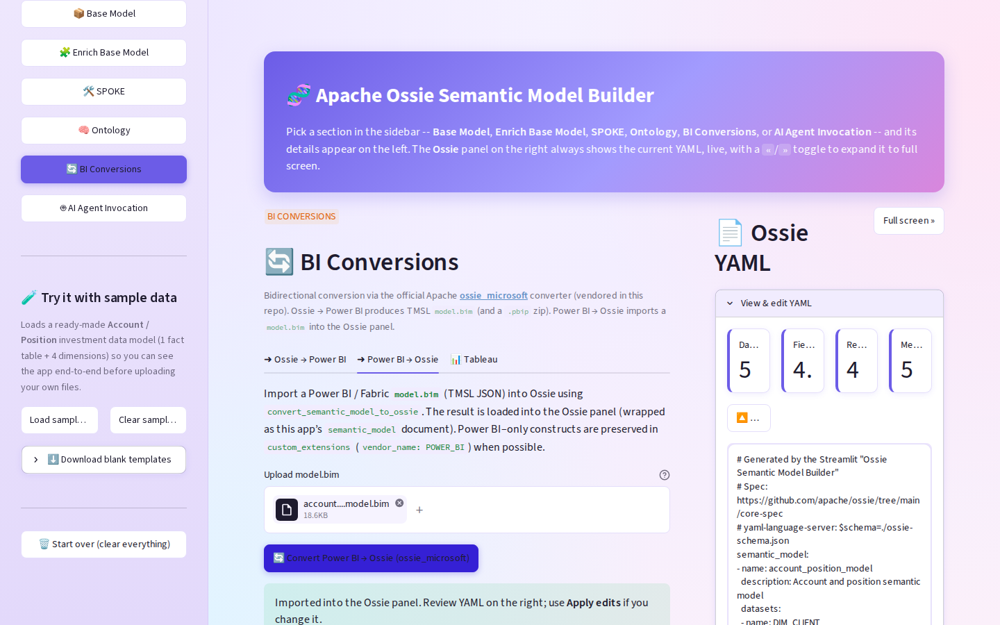 📦 Base Model
🧩 Enrich Base Model
🛠️ SPOKE
🧠 Ontology
🔄 BI Conversions
֎ AI Agent Invocation
🧪 Try it with sample data
Loads a ready-made Account /
Position investment data model (1 fact
table + 4 dimensions) so you can see
the app end-to-end before uploading
your own files.
Load sampl…
Clear sampl…
⬇️ Download blank templates
🗑️ Start over (clear everything)
🧬 Apache Ossie Semantic Model Builder
Pick a section in the sidebar -- Base Model, Enrich Base Model, SPOKE, Ontology, BI Conversions, or AI Agent Invocation -- and its
details appear on the left. The Ossie panel on the right always shows the current YAML, live, with a « / » toggle to expand it to full
screen.
BI CONVERSIONS
🔄 BI Conversions
Bidirectional conversion via the official Apache ossie_microsoft converter (vendored in this
repo). Ossie → Power BI produces TMSL model.bim (and a .pbip zip). Power BI → Ossie imports a
model.bim into the Ossie panel.
➜ Ossie → Power BI
➜ Power BI → Ossie
📊 Tableau
Import a Power BI / Fabric model.bim (TMSL JSON) into Ossie using
convert_semantic_model_to_ossie . The result is loaded into the Ossie panel (wrapped
as this app’s semantic_model document). Power BI–only constructs are preserved in
custom_extensions ( vendor_name: POWER_BI ) when possible.
Upload model.bim
account....model.bim
18.6KB
🔄 Convert Power BI → Ossie (ossie_microsoft)
Imported into the Ossie panel. Review YAML on the right; use Apply edits if you
change it.
Full screen »
📄 Ossie
YAML
View & edit YAML
Da…
5
Fie…
4.
Re…
4
Me…
5
🔼 …
# Generated by the Streamlit "Ossie
Semantic Model Builder"
# Spec:
https://github.com/apache/ossie/tree/main
/core-spec
# yaml-language-server: $schema=./ossie-
schema.json
semantic_model:
- name: account_position_model
description: Account and position semantic
model
datasets:
- name: DIM_CLIENT